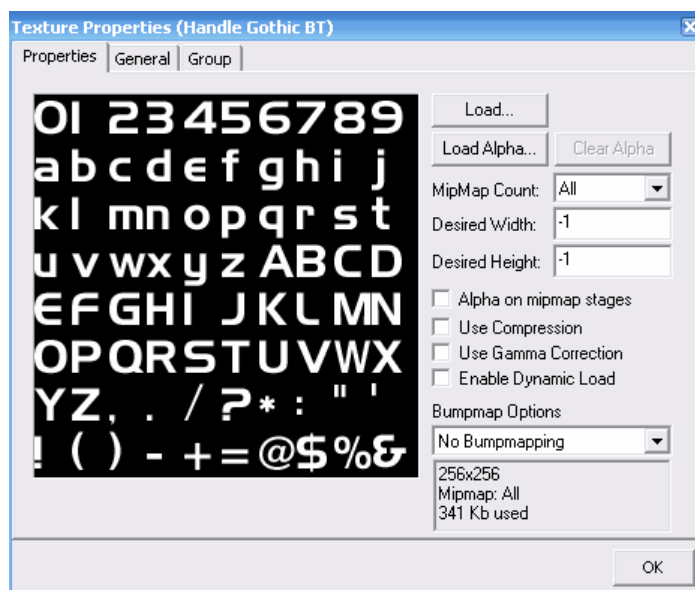 Texture Properties (Handle Gothic BT)
Properties General Group
01 23456789
abcdefghij
kl mnopqrst
uvwxyzABCD
EFGHIJKLMN
OPQRSTUVWX
YZ,. / ?*: " '
! ( ) - + = @$%&
Load...
Load Alpha... Clear Alpha
MipMap Count: All
Desired Width: -1
Desired Height: -1
Alpha on mipmap stages
Use Compression
Use Gamma Correction
Enable Dynamic Load
Bumpmap Options
No Bumpmapping
256x256
Mipmap: All
341 Kb used
OK